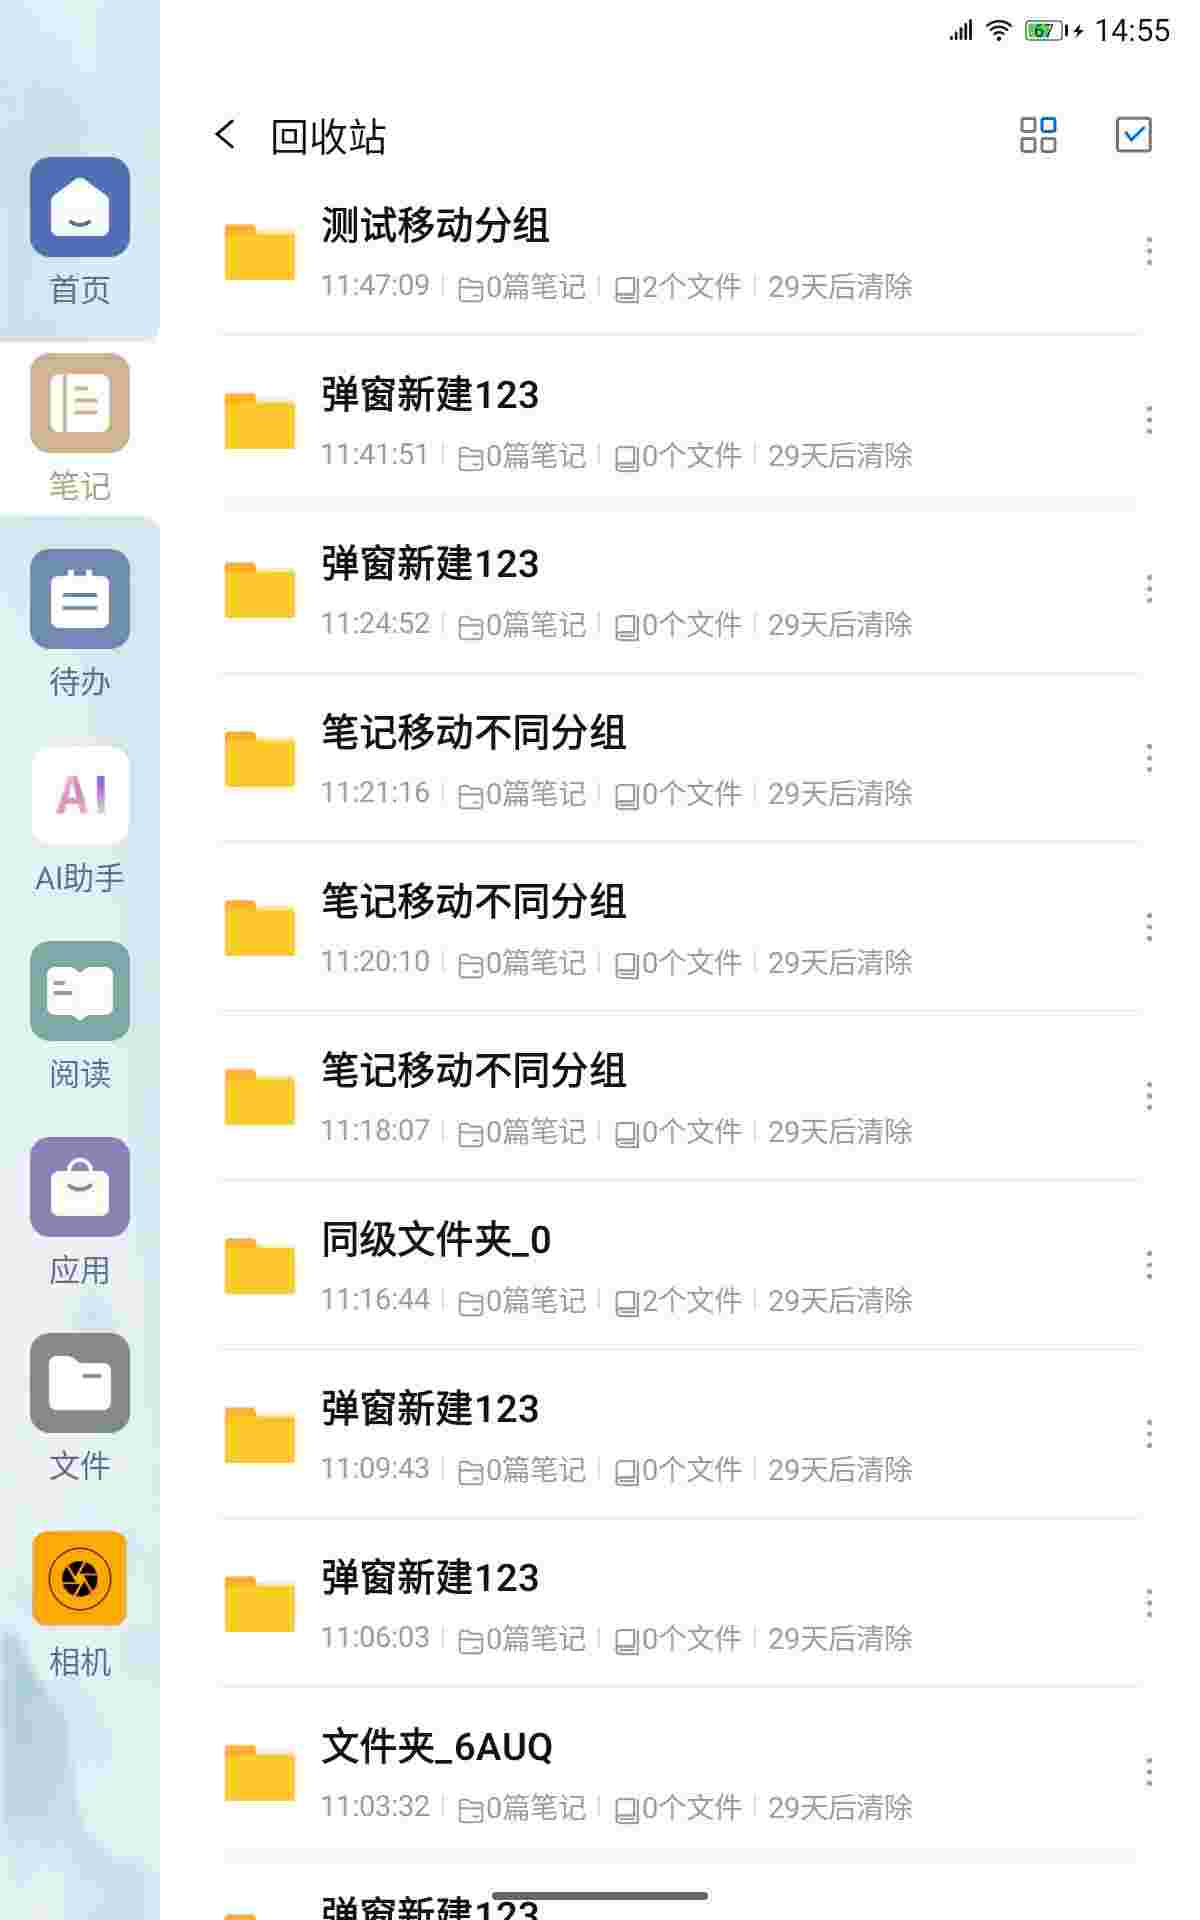 67 14:55
回收站
首页
笔记
待办
AI
AI助手
阅读
应用
文件
相机
测试移动分组
11:47:09 0篇笔记 2个文件 29天后清除
弹窗新建123
11:41:51 0篇笔记 0个文件 29天后清除
弹窗新建123
11:24:52 0篇笔记 0个文件 29天后清除
笔记移动不同分组
11:21:16 0篇笔记 0个文件 29天后清除
笔记移动不同分组
11:20:10 0篇笔记 0个文件 29天后清除
笔记移动不同分组
11:18:07 0篇笔记 0个文件 29天后清除
同级文件夹_0
11:16:44 0篇笔记 2个文件 29天后清除
弹窗新建123
11:09:43 0篇笔记 0个文件 29天后清除
弹窗新建123
11:06:03 0篇笔记 0个文件 29天后清除
文件夹_6AUQ
11:03:32 0篇笔记 0个文件 29天后清除
弹窗新建123